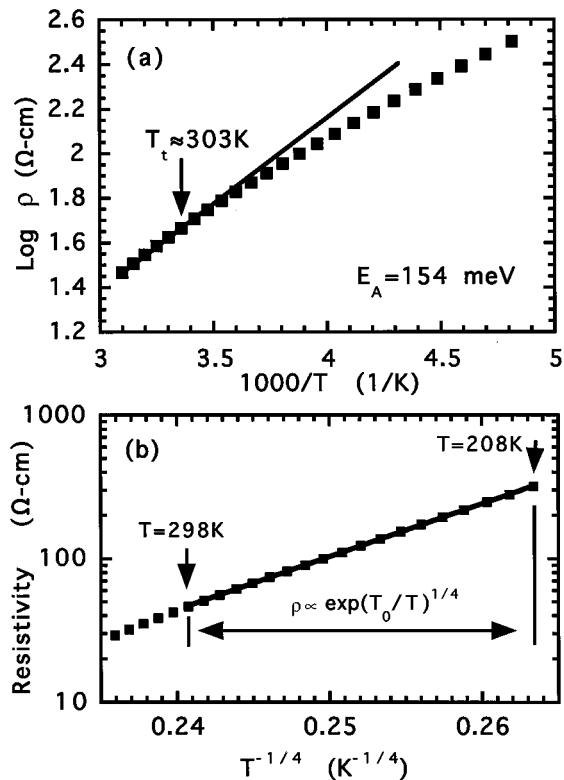 2.6
(a)
2.4
2.2
T_t≈303K
2
1.8
1.6
E_A=154 meV
1.4
1.2
Log ρ (Ω-cm)
3 3.5 4 4.5 5
1000/T (1/K)
1000
(b)
T=208K
T=298K
100
ρ∝ exp(T_0/T)^{1/4}
10
Resistivity (Ω-cm)
0.24 0.25 0.26
T^{-1/4} (K^{-1/4})